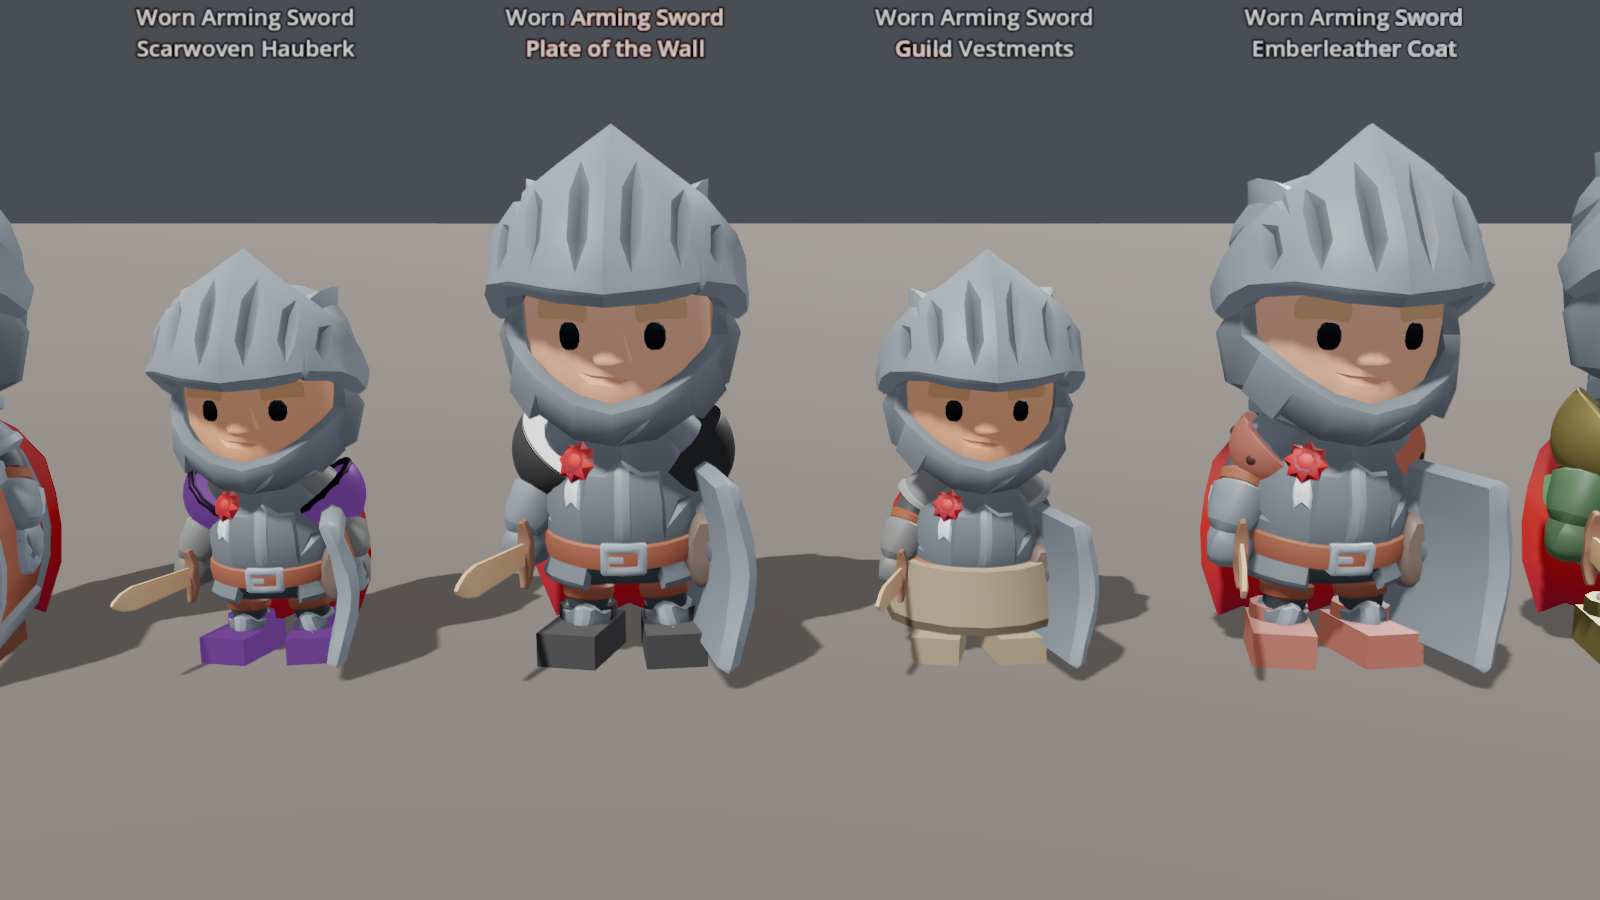 Worn Arming Sword
Scarwoven Hauberk
Worn Arming Sword
Plate of the Wall
Worn Arming Sword
Guild Vestments
Worn Arming Sword
Emberleather Coat